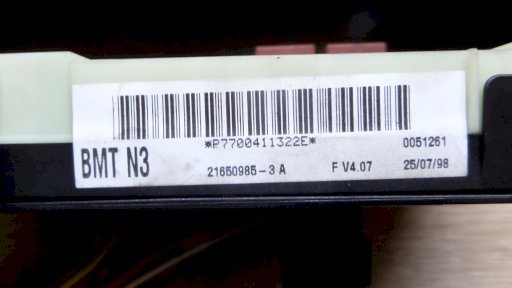 *P7700411322E* 0051261
BMT N3 21650985-3 A F V4.07 25/07/98